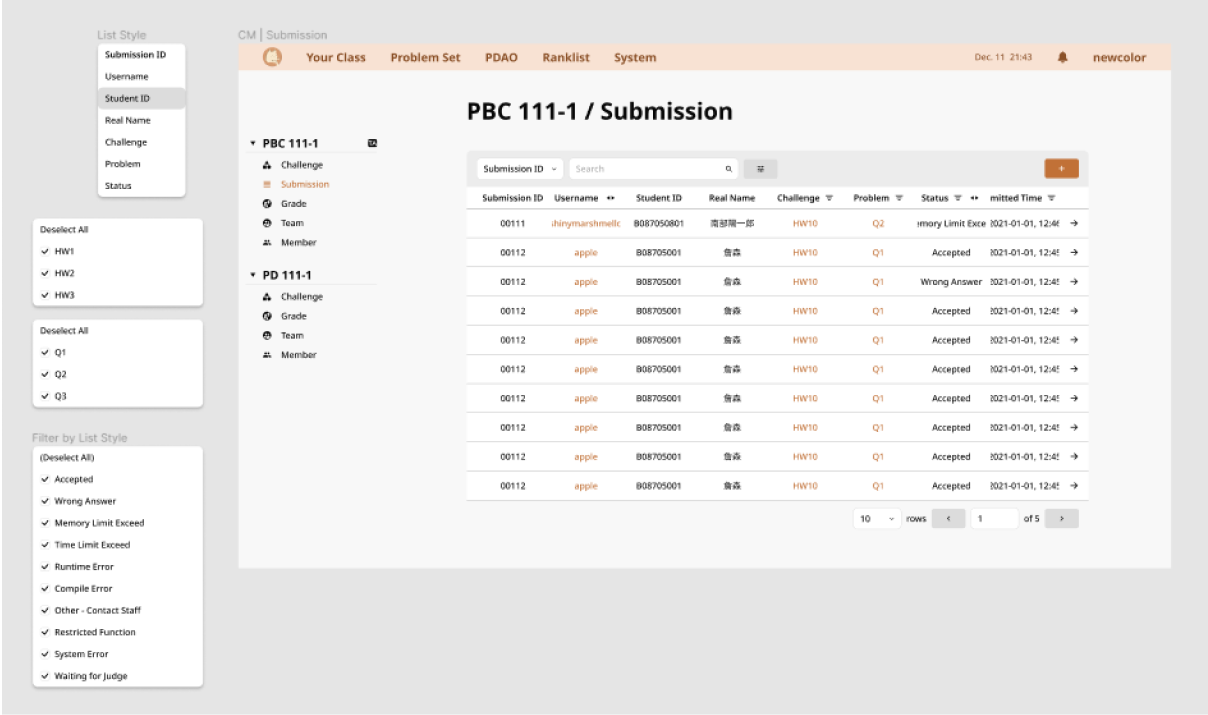 List Style
Submission ID
Username
Student ID
Real Name
Challenge
Problem
Status
Deselect All
HW1
HW2
HW3
Deselect All
Q1
Q2
Q3
Filter by List Style
(Deselect All)
Accepted
Wrong Answer
Memory Limit Exceed
Time Limit Exceed
Runtime Error
Compile Error
Other - Contact Staff
Restricted Function
System Error
Waiting for Judge
CM | Submission
Your Class Problem Set PDAO Ranklist System Dec. 11 21:43 newcolor
PBC 111-1
Challenge
Submission
Grade
Team
Member
PD 111-1
Challenge
Grade
Team
Member
PBC 111-1 / Submission
Submission ID Search +
Submission ID Username Student ID Real Name Challenge Problem Status mitted Time
00111 hinymarshmello B087050801 南部陽一郎 HW10 Q2 mory Limit Exce 2021-01-01, 12:46
00112 apple B08705001 詹森 HW10 Q1 Accepted 2021-01-01, 12:45
00112 apple B08705001 詹森 HW10 Q1 Wrong Answer 2021-01-01, 12:45
00112 apple B08705001 詹森 HW10 Q1 Accepted 2021-01-01, 12:45
00112 apple B08705001 詹森 HW10 Q1 Accepted 2021-01-01, 12:45
00112 apple B08705001 詹森 HW10 Q1 Accepted 2021-01-01, 12:45
00112 apple B08705001 詹森 HW10 Q1 Accepted 2021-01-01, 12:45
00112 apple B08705001 詹森 HW10 Q1 Accepted 2021-01-01, 12:45
00112 apple B08705001 詹森 HW10 Q1 Accepted 2021-01-01, 12:45
00112 apple B08705001 詹森 HW10 Q1 Accepted 2021-01-01, 12:45
10 rows 1 of 5